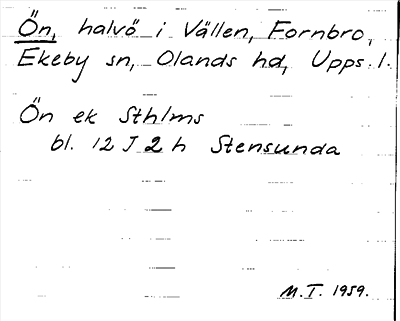 Ön, halvö i Vällen, Fornbro,
Ekeby sn, Olands hd, Upps. l.
Ön ek Sthlms
bl. 12 J 2 h Stensunda
M.T. 1959.